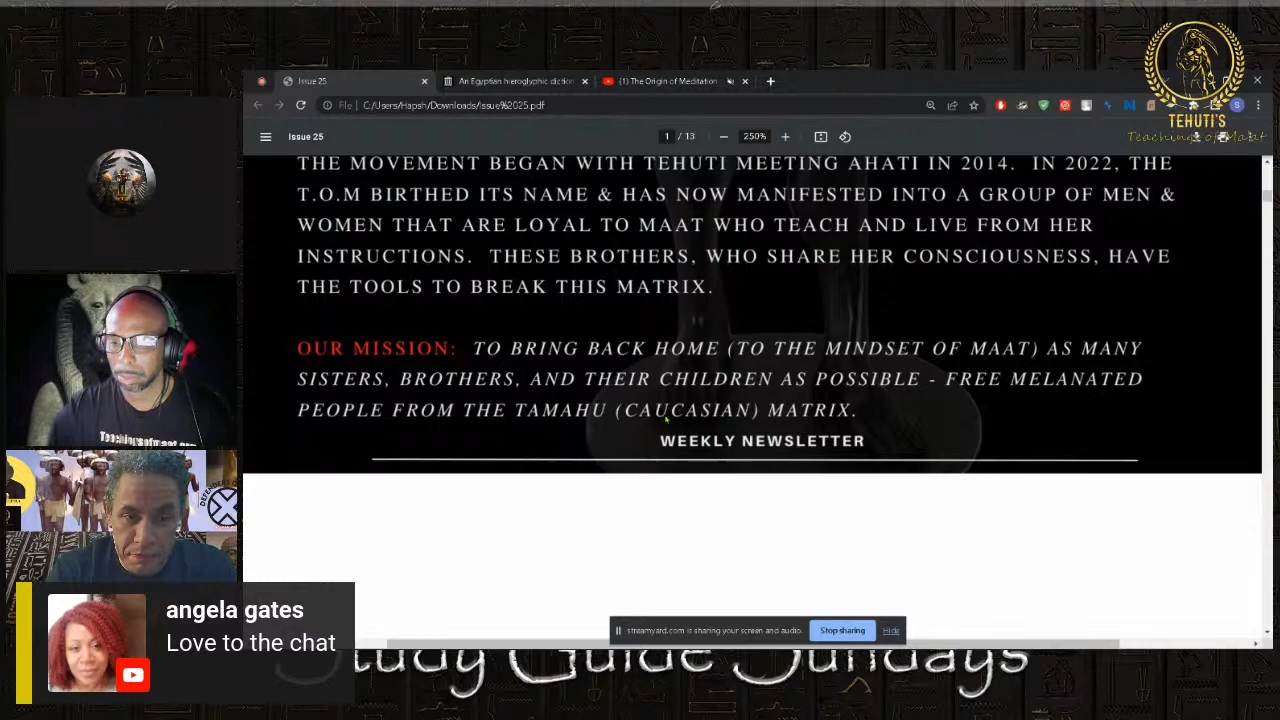 TEHUTI'S
Teachings of Maat
Issue 25
An Egyptian hieroglyphic diction
(1) The Origin of Meditation
File
C:/Users/Hapsh/Downloads/Issue%2025.pdf
Issue 25
1 / 13
250%
THE MOVEMENT BEGAN WITH TEHUTI MEETING AHATI IN 2014. IN 2022, THE
T.O.M BIRTHED ITS NAME & HAS NOW MANIFESTED INTO A GROUP OF MEN &
WOMEN THAT ARE LOYAL TO MAAT WHO TEACH AND LIVE FROM HER
INSTRUCTIONS. THESE BROTHERS, WHO SHARE HER CONSCIOUSNESS, HAVE
THE TOOLS TO BREAK THIS MATRIX.
OUR MISSION: TO BRING BACK HOME (TO THE MINDSET OF MAAT) AS MANY
SISTERS, BROTHERS, AND THEIR CHILDREN AS POSSIBLE - FREE MELANATED
PEOPLE FROM THE TAMAHU (CAUCASIAN) MATRIX.
WEEKLY NEWSLETTER
streamyard.com is sharing your screen and audio.
Stop sharing
Hide
angela gates
Love to the chat
Study Guide Sundays